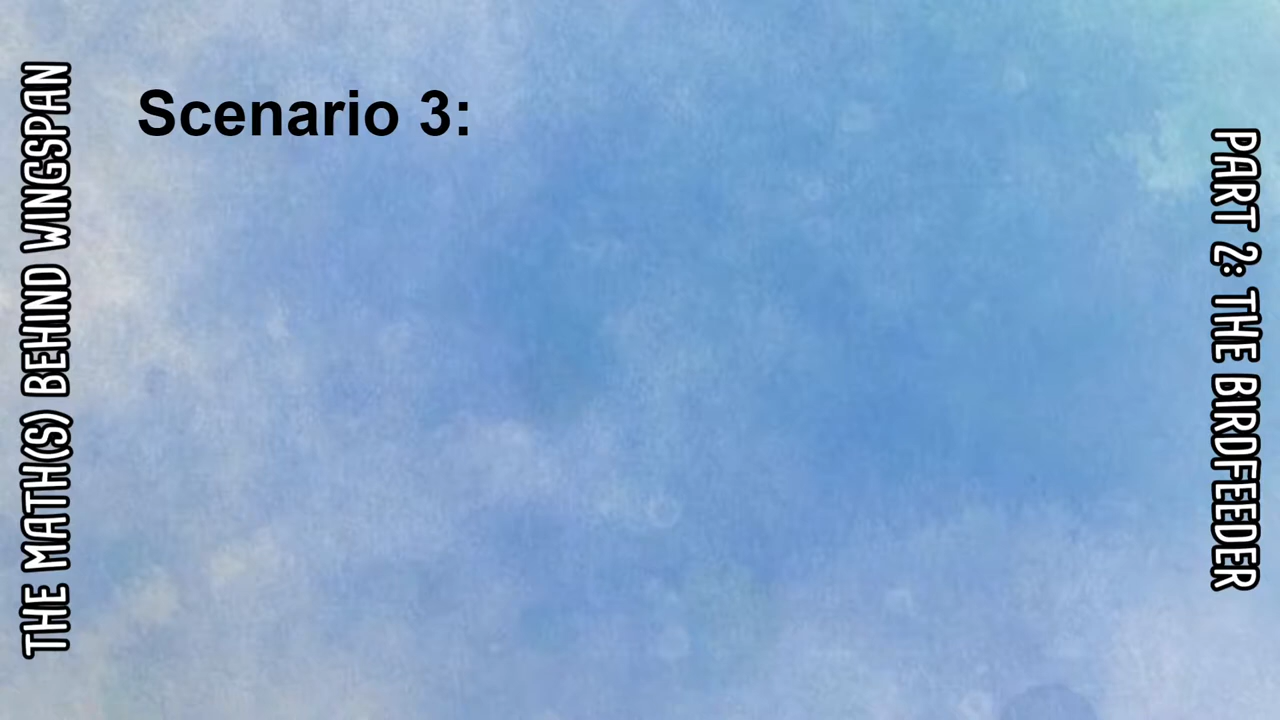 THE MATH(S) BEHIND WINGSPAN
Scenario 3:
PART 2: THE BIRDFEEDER